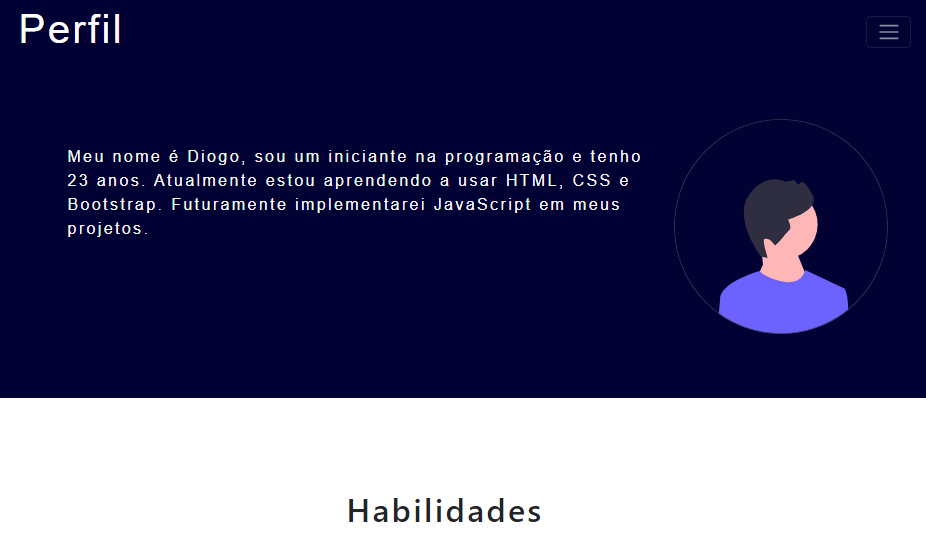 Perfil
Meu nome é Diogo, sou um iniciante na programação e tenho
23 anos. Atualmente estou aprendendo a usar HTML, CSS e
Bootstrap. Futuramente implementarei JavaScript em meus
projetos.
Habilidades